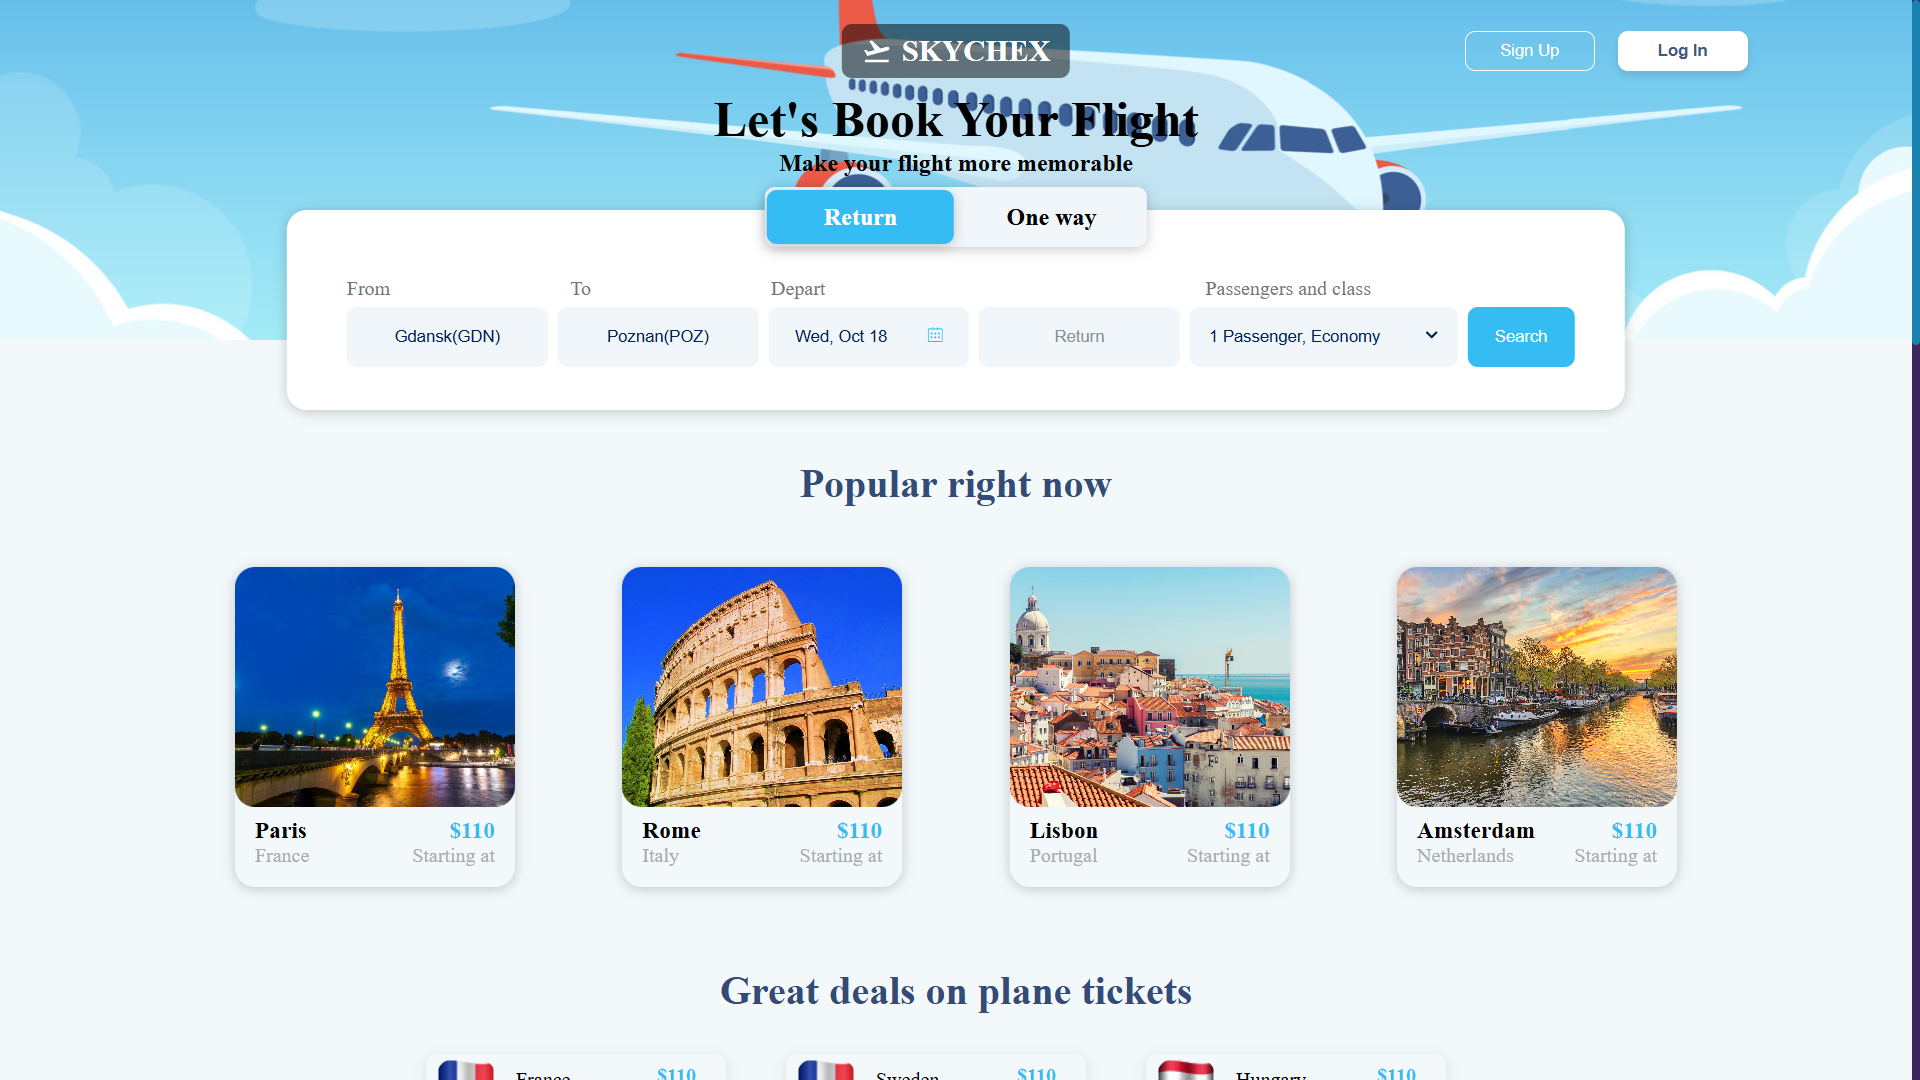 SKYCHEX
Sign Up
Log In
Let's Book Your Flight
Make your flight more memorable
Return
One way
From
To
Depart
Passengers and class
Gdansk(GDN)
Poznan(POZ)
Wed, Oct 18
Return
1 Passenger, Economy
Search
Popular right now
Paris $110
France Starting at
Rome $110
Italy Starting at
Lisbon $110
Portugal Starting at
Amsterdam $110
Netherlands Starting at
Great deals on plane tickets
France $110
Sweden $110
Hungary $110